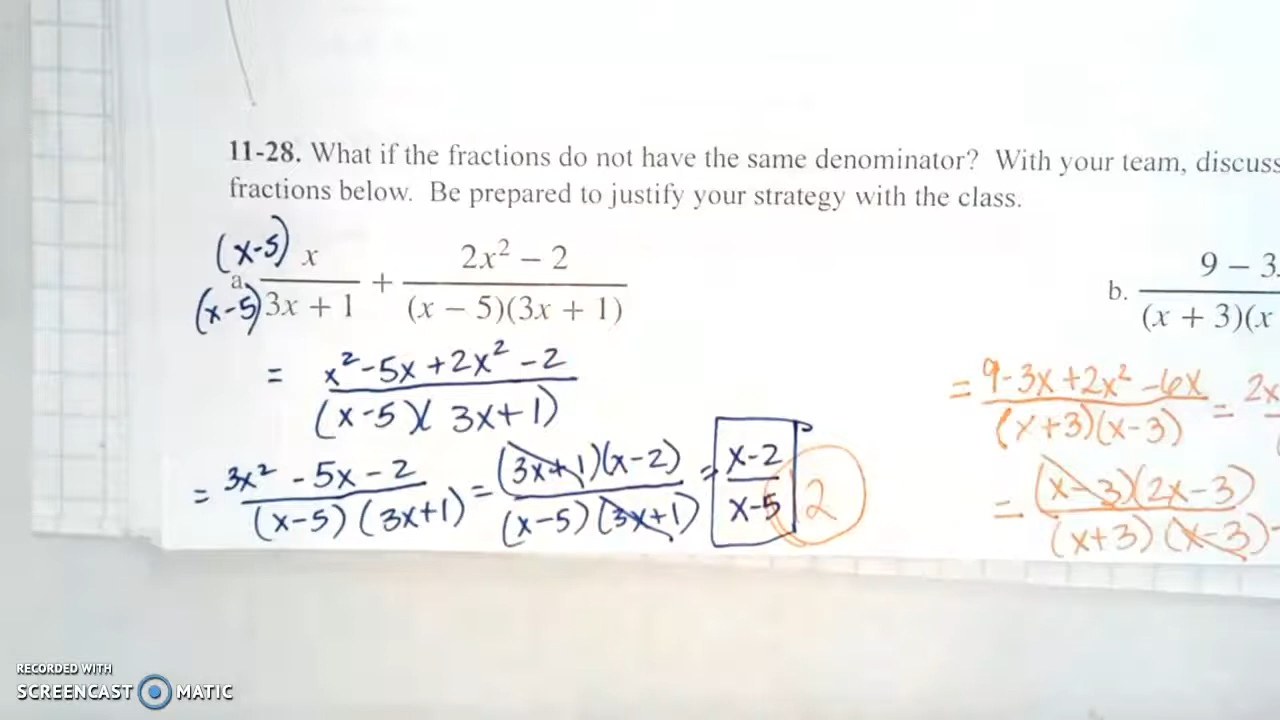 11-28. What if the fractions do not have the same denominator? With your team, discuss
fractions below. Be prepared to justify your strategy with the class.
(x-5) x + 2x² – 2
a. (x-5) 3x + 1 (x – 5)(3x + 1)
= x² -5x +2x² -2
(x-5)( 3x+1)
= 3x² -5x -2 = (3x+1)(x-2) = x-2
(x-5) (3x+1) (x-5) (3x+1) x-5
2
9 – 3
b. (x + 3)(x
= 9-3x+2x² -6x = 2x
(x+3)(x-3)
= (x-3)(2x-3)
(x+3) (x-3)
RECORDED WITH
SCREENCAST MATIC